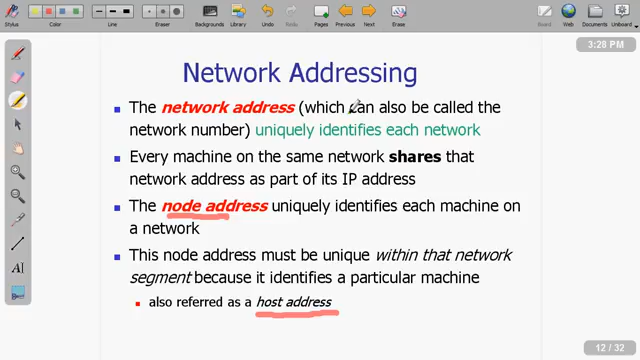 Stylus
Colors
Line
Eraser
Backgrounds
Library
Undo
Redo
Pages
Previous
Next
Erase
Board
Web
Documents
Uniboard
3:28 PM
Network Addressing
The network address (which can also be called the
network number) uniquely identifies each network
Every machine on the same network shares that
network address as part of its IP address
The node address uniquely identifies each machine on
a network
This node address must be unique within that network
segment because it identifies a particular machine
also referred as a host address
AI
12 / 32